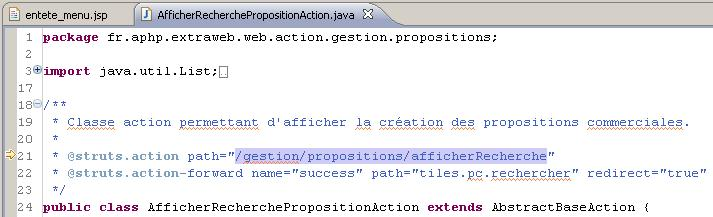 entete_menu.jsp AfficherRecherchePropositionAction.java
1 package fr.aphp.extraweb.web.action.gestion.propositions;
2
3 import java.util.List;
17
18 /**
19 * Classe action permettant d'afficher la création des propositions commerciales.
20 *
21 * @struts.action path="/gestion/propositions/afficherRecherche"
22 * @struts.action-forward name="success" path="tiles.pc.rechercher" redirect="true"
23 */
24 public class AfficherRecherchePropositionAction extends AbstractBaseAction {